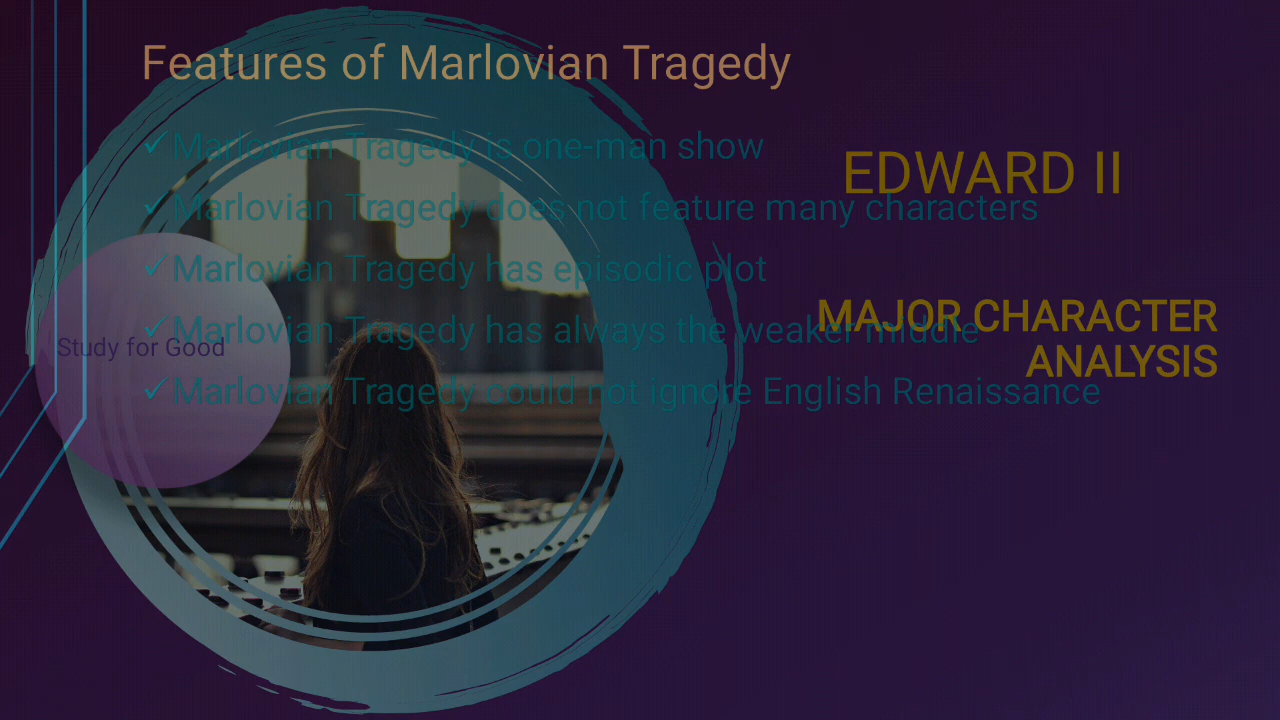 Features of Marlovian Tragedy
✓Marlovian Tragedy is one-man show
✓Marlovian Tragedy does not feature many characters
✓Marlovian Tragedy has episodic plot
✓Marlovian Tragedy has always the weaker middle
✓Marlovian Tragedy could not ignore English Renaissance
EDWARD II
MAJOR CHARACTER
ANALYSIS
Study for Good